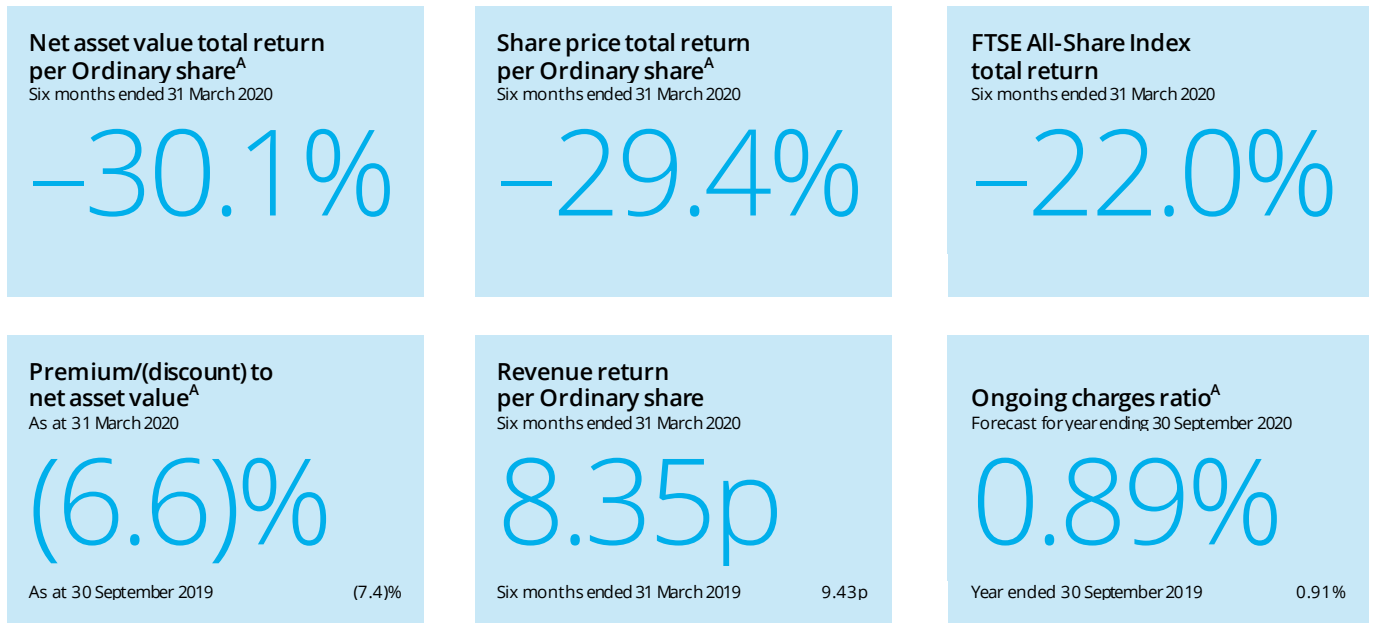 Net asset value total return
per Ordinary shareA
Six months ended 31 March 2020
–30.1%
Share price total return
per Ordinary shareA
Six months ended 31 March 2020
–29.4%
FTSE All-Share Index
total return
Six months ended 31 March 2020
–22.0%
Premium/(discount) to
net asset valueA
As at 31 March 2020
(6.6)%
As at 30 September 2019 (7.4)%
Revenue return
per Ordinary share
Six months ended 31 March 2020
8.35p
Six months ended 31 March 2019 9.43p
Ongoing charges ratioA
Forecast for year ending 30 September 2020
0.89%
Year ended 30 September 2019 0.91%